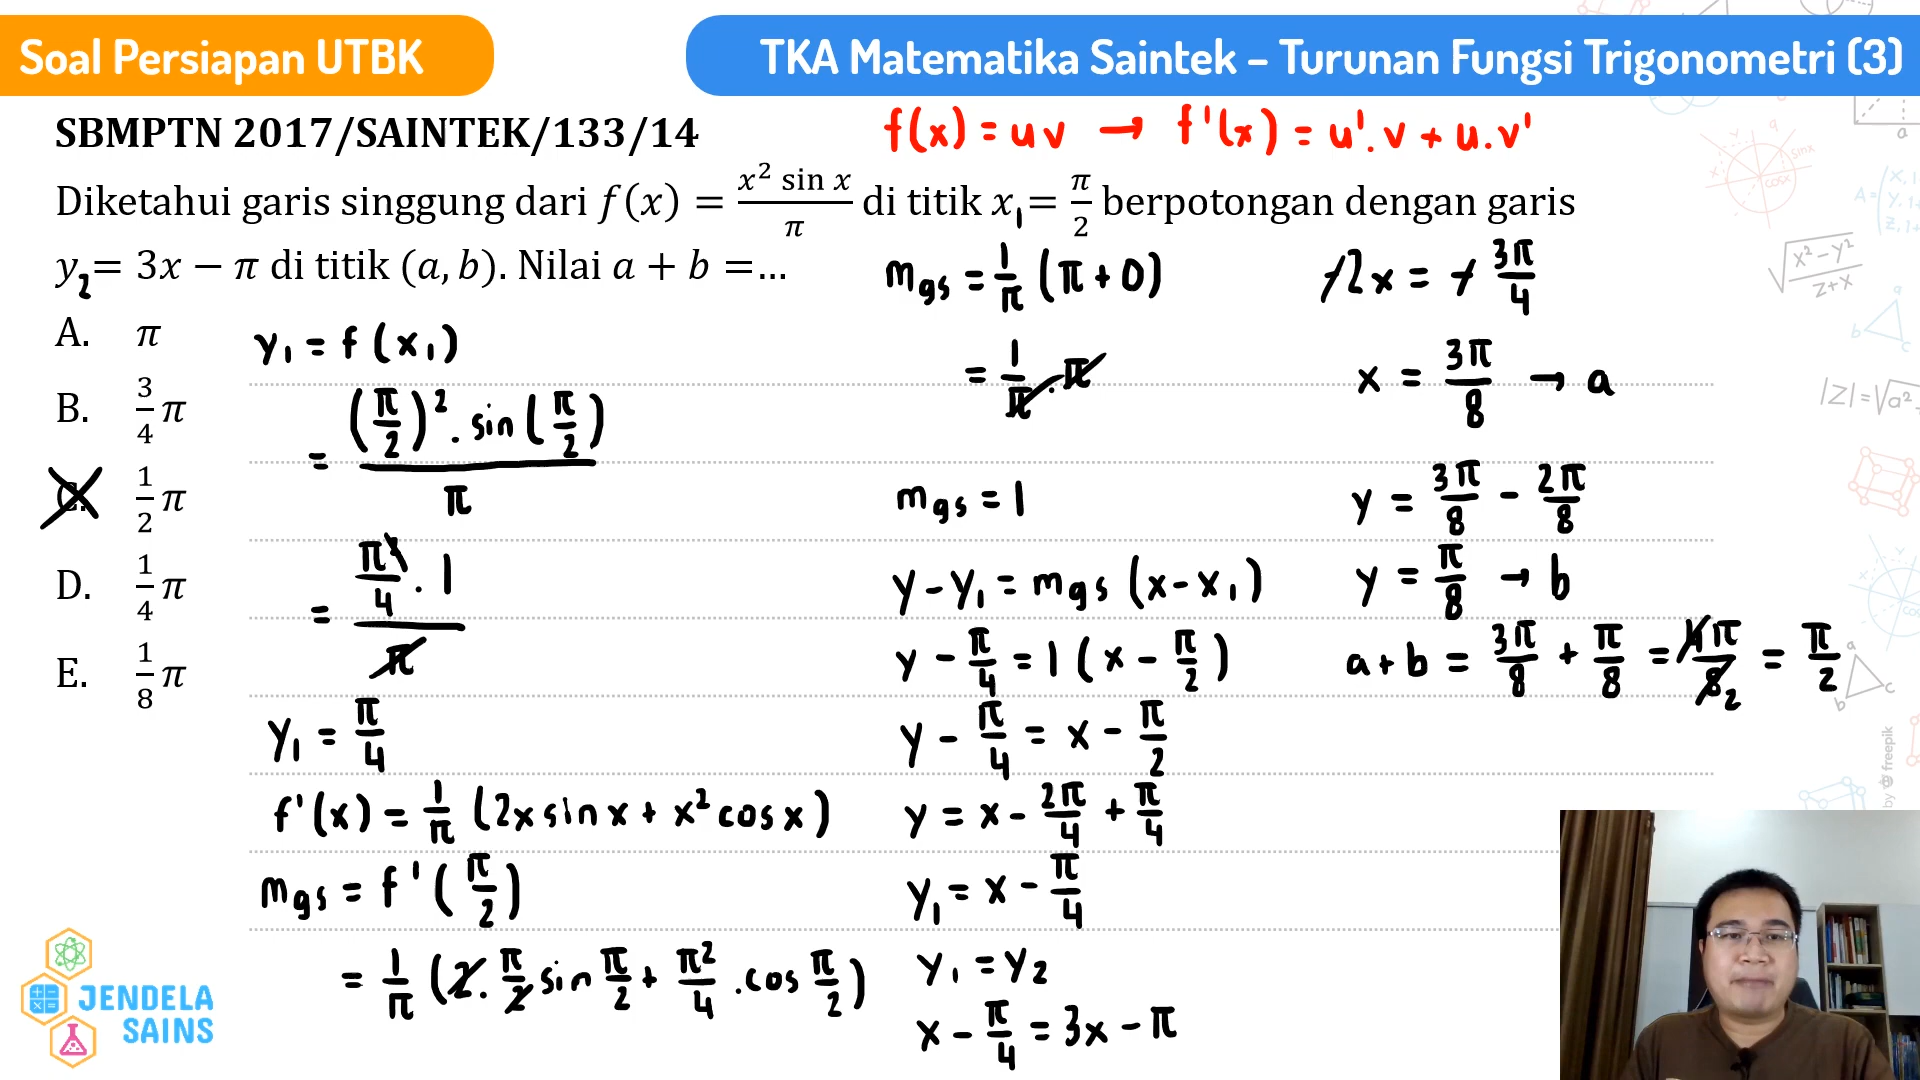 Soal Persiapan UTBK
TKA Matematika Saintek – Turunan Fungsi Trigonometri (3)
SBMPTN 2017/SAINTEK/133/14
f(x) = uv → f'(x) = u'.v + u.v'
Diketahui garis singgung dari f(x) = x² sin x / π di titik x₁ = π/2 berpotongan dengan garis
y₂ = 3x − π di titik (a, b). Nilai a + b =...
A. π
B. 3/4 π
C. 1/2 π
D. 1/4 π
E. 1/8 π
y₁ = f(x₁)
= (π/2)² . sin(π/2) / π
= π²/4 . 1 / π
y₁ = π/4
f'(x) = 1/π (2x sin x + x² cos x)
mgs = f'(π/2)
= 1/π (2. π/2 sin π/2 + π²/4 . cos π/2)
mgs = 1/π (π + 0)
= 1/π . π
mgs = 1
y − y₁ = mgs (x − x₁)
y − π/4 = 1 (x − π/2)
y − π/4 = x − π/2
y = x − 2π/4 + π/4
y₁ = x − π/4
y₁ = y₂
x − π/4 = 3x − π
−2x = − 3π/4
x = 3π/8 → a
y = 3π/8 − 2π/8
y = π/8 → b
a + b = 3π/8 + π/8 = 4π/8 2 = π/2
JENDELA
SAINS
by freepik